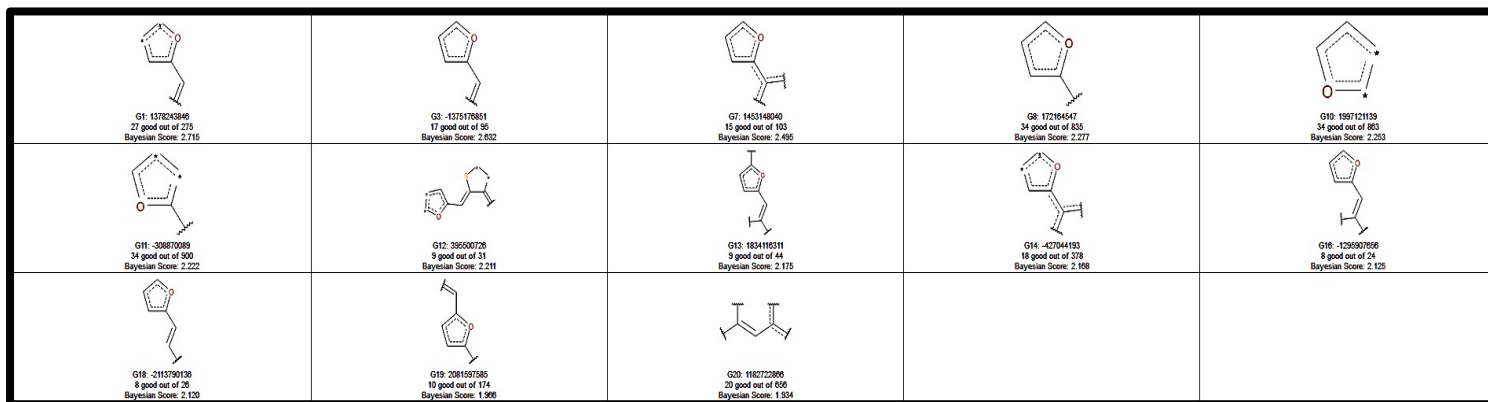 G1: 1378243846
27 good out of 275
Bayesian Score: 2.715
G3: -1375176851
17 good out of 95
Bayesian Score: 2.632
G7: 1453148040
15 good out of 103
Bayesian Score: 2.495
G8: 172164547
34 good out of 835
Bayesian Score: 2.277
G10: 1997121139
34 good out of 863
Bayesian Score: 2.253
G11: -308870089
34 good out of 900
Bayesian Score: 2.222
G12: 395500726
9 good out of 31
Bayesian Score: 2.211
G13: 1834116311
9 good out of 44
Bayesian Score: 2.175
G14: -427044193
18 good out of 378
Bayesian Score: 2.168
G16: -1295907656
8 good out of 24
Bayesian Score: 2.125
G18: -2113790136
8 good out of 26
Bayesian Score: 2.120
G19: 2081597585
10 good out of 174
Bayesian Score: 1.966
G20: 1182722866
20 good out of 656
Bayesian Score: 1.934